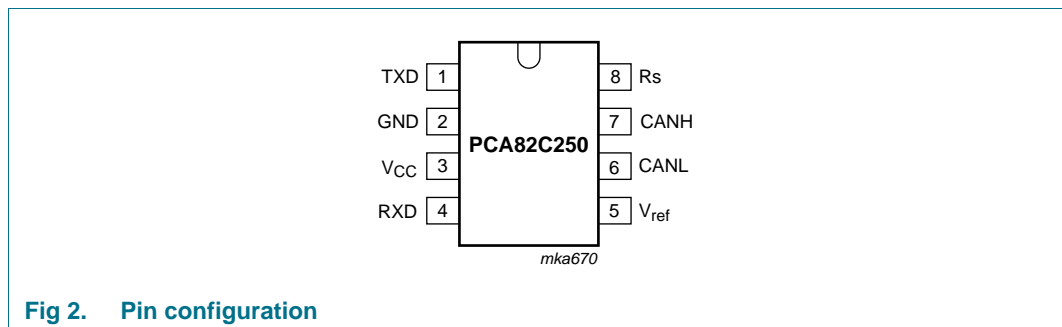 TXD 1 8 Rs
GND 2 7 CANH
PCA82C250
VCC 3 6 CANL
RXD 4 5 Vref
mka670
Fig 2. Pin configuration